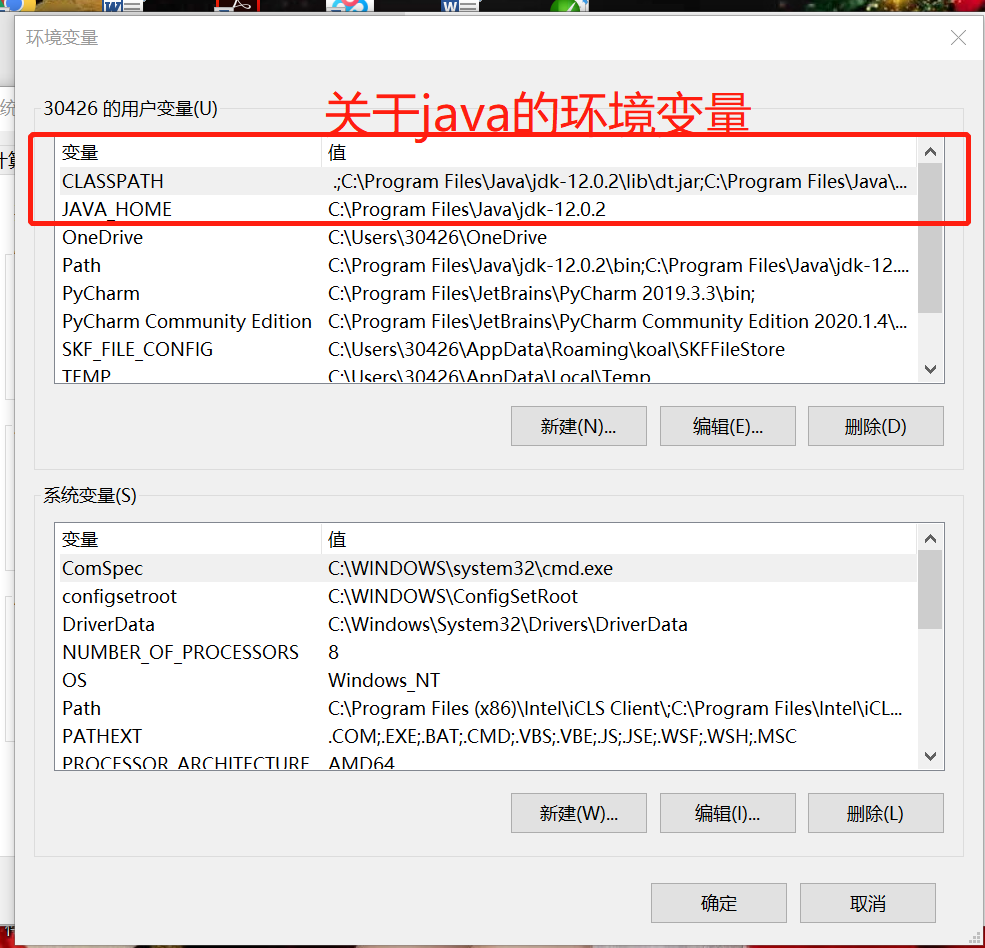 环境变量
30426 的用户变量(U)
关于java的环境变量
变量 值
CLASSPATH .;C:\Program Files\Java\jdk-12.0.2\lib\dt.jar;C:\Program Files\Java\...
JAVA_HOME C:\Program Files\Java\jdk-12.0.2
OneDrive C:\Users\30426\OneDrive
Path C:\Program Files\Java\jdk-12.0.2\bin;C:\Program Files\Java\jdk-12....
PyCharm C:\Program Files\JetBrains\PyCharm 2019.3.3\bin;
PyCharm Community Edition C:\Program Files\JetBrains\PyCharm Community Edition 2020.1.4\...
SKF_FILE_CONFIG C:\Users\30426\AppData\Roaming\koal\SKFFileStore
TEMP C:\Users\30426\AppData\Local\Temp
新建(N)... 编辑(E)... 删除(D)
系统变量(S)
变量 值
ComSpec C:\WINDOWS\system32\cmd.exe
configsetroot C:\WINDOWS\ConfigSetRoot
DriverData C:\Windows\System32\Drivers\DriverData
NUMBER_OF_PROCESSORS 8
OS Windows_NT
Path C:\Program Files (x86)\Intel\iCLS Client\;C:\Program Files\Intel\iCL...
PATHEXT .COM;.EXE;.BAT;.CMD;.VBS;.VBE;.JS;.JSE;.WSF;.WSH;.MSC
PROCESSOR_ARCHITECTURE AMD64
新建(W)... 编辑(I)... 删除(L)
确定 取消